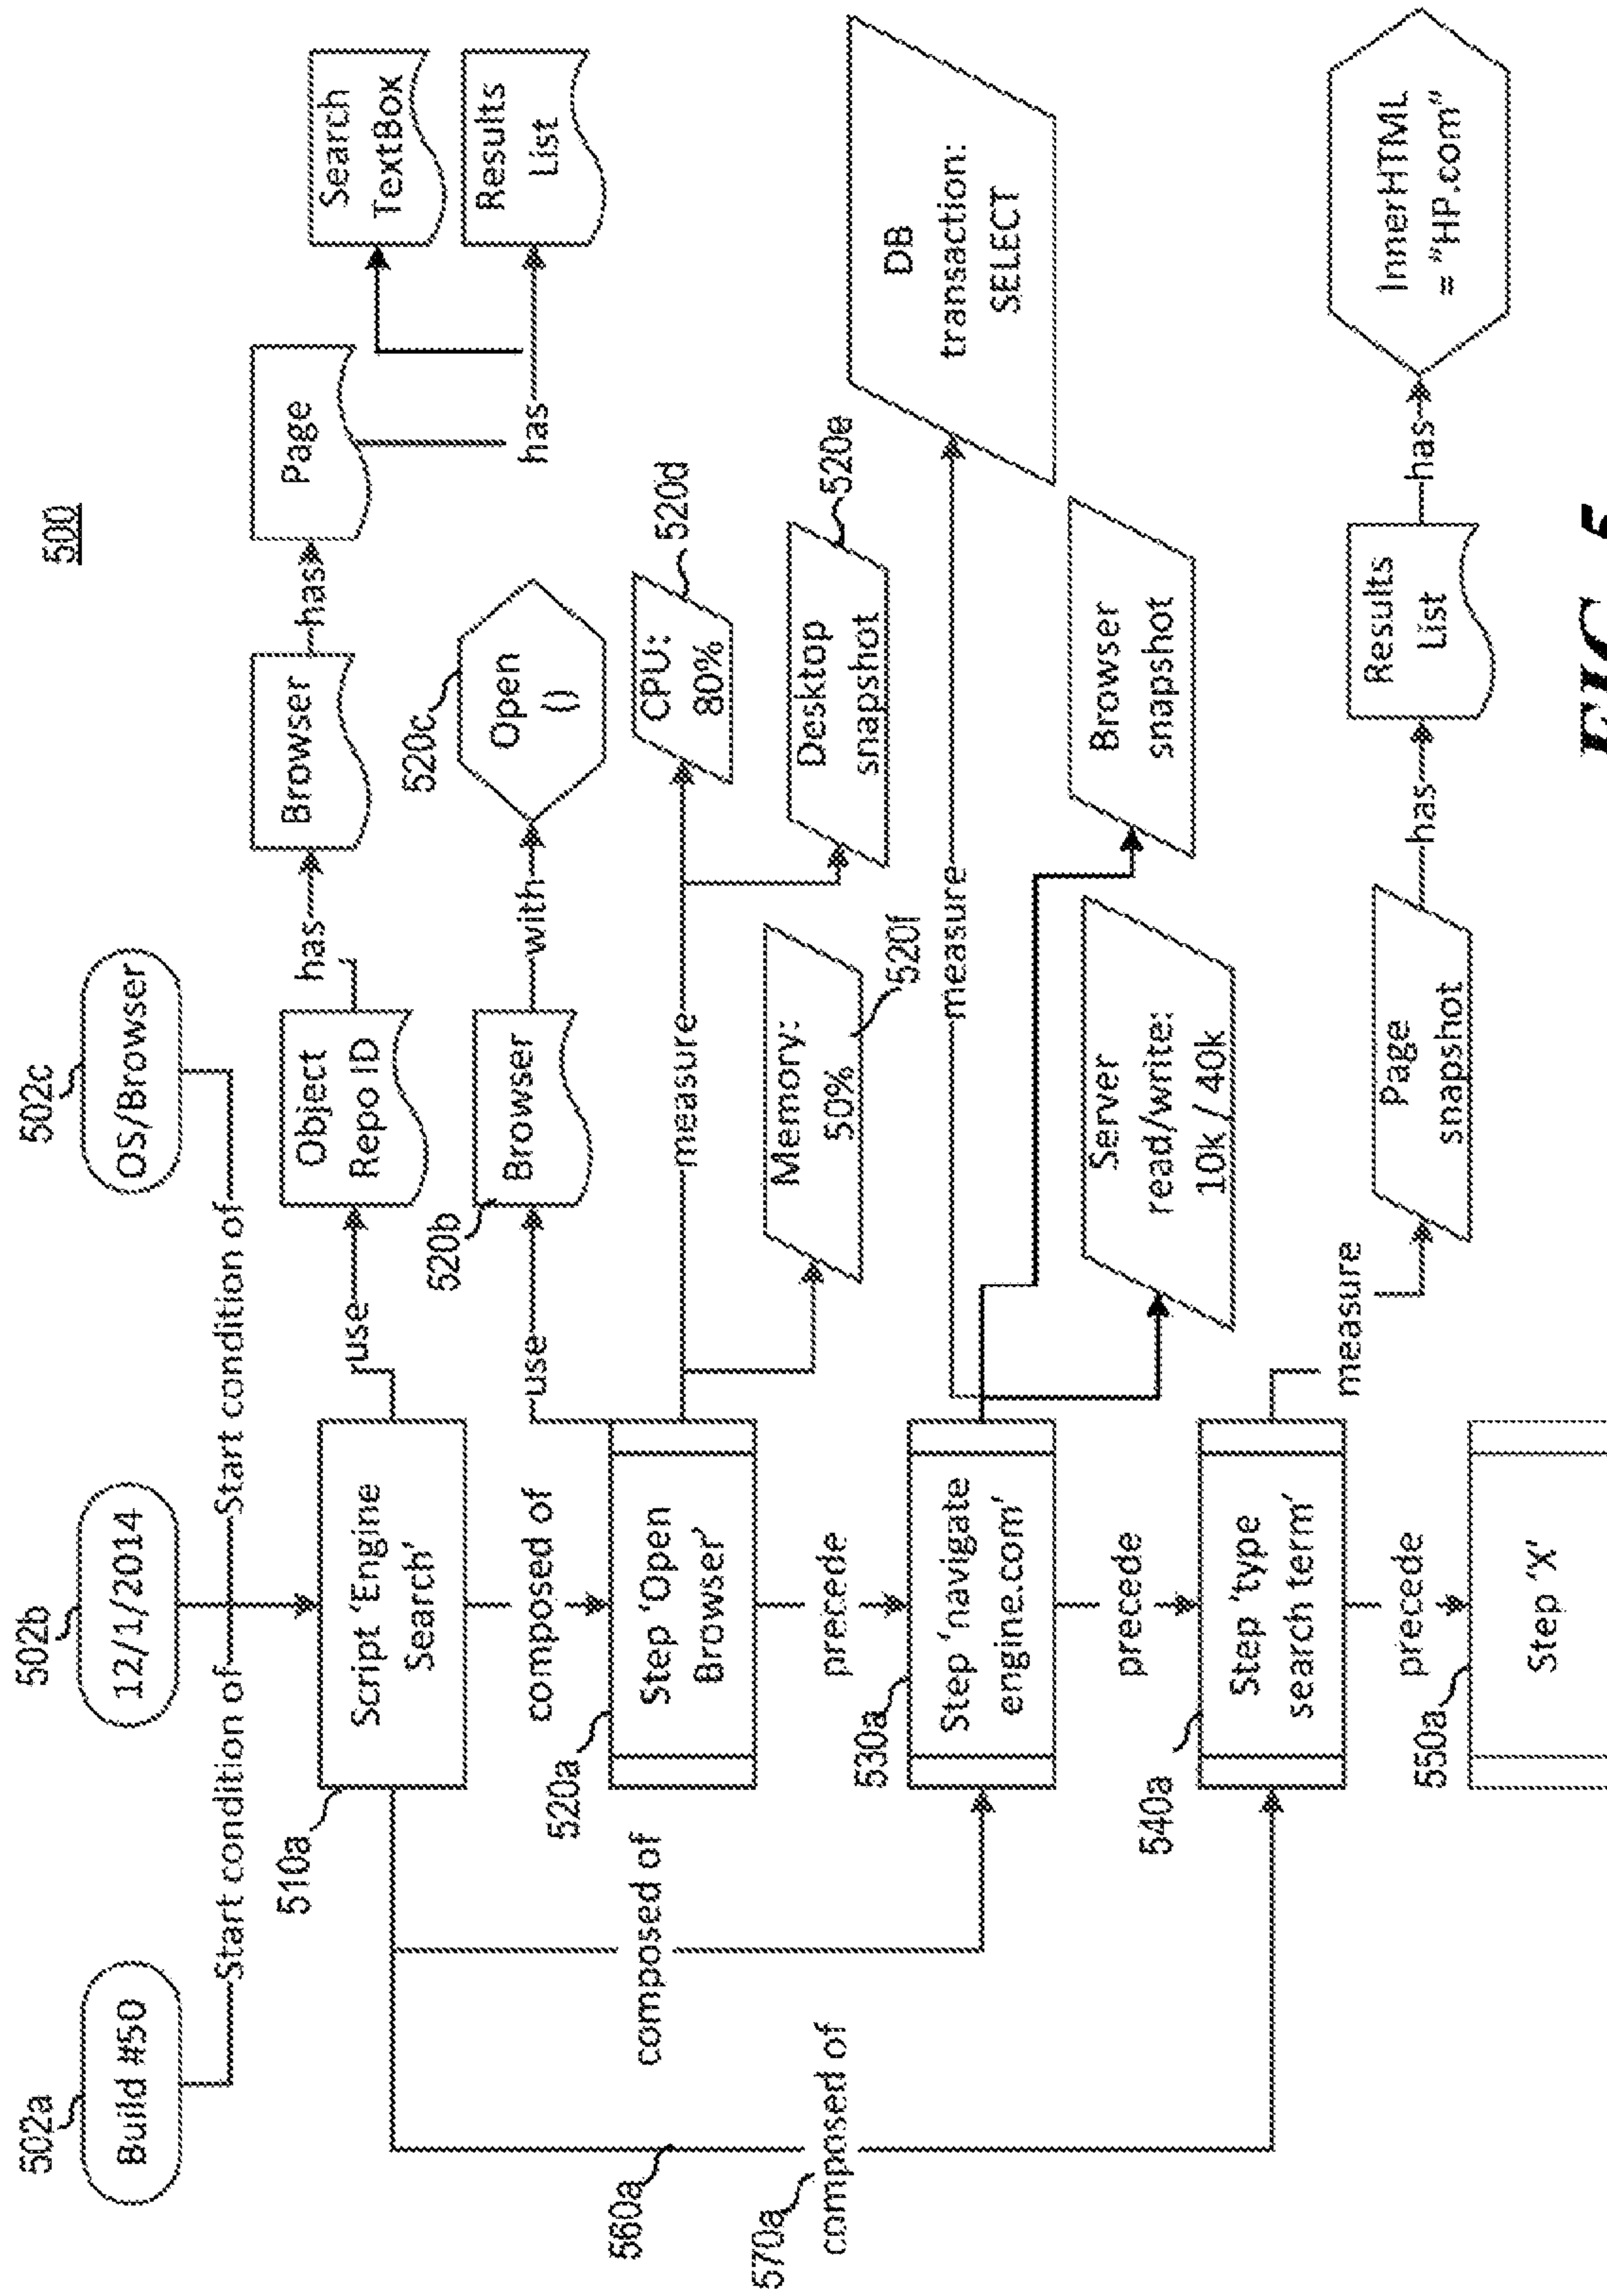 500
502a
502b
502c
Build #50
12/1/2014
OS/Browser
Start condition of
Start condition of
510a
Script 'Engine
Search'
use
Object
Repo ID
has
Browser
has
Page
has
Search
TextBox
Results
List
composed of
520a
Step 'Open
Browser'
use
520b
Browser
with
520c
Open
()
measure
520d
CPU:
80%
520e
Desktop
snapshot
Memory:
50%
520f
composed of
precede
530a
Step 'navigate
engine.com'
measure
DB
transaction:
SELECT
Browser
snapshot
Server
read/write:
10k / 40k
560a
570a
composed of
precede
540a
Step 'type
search term'
measure
Page
snapshot
has
Results
List
has
InnerHTML
= "HP.com"
precede
550a
Step 'X'
FIG. 5